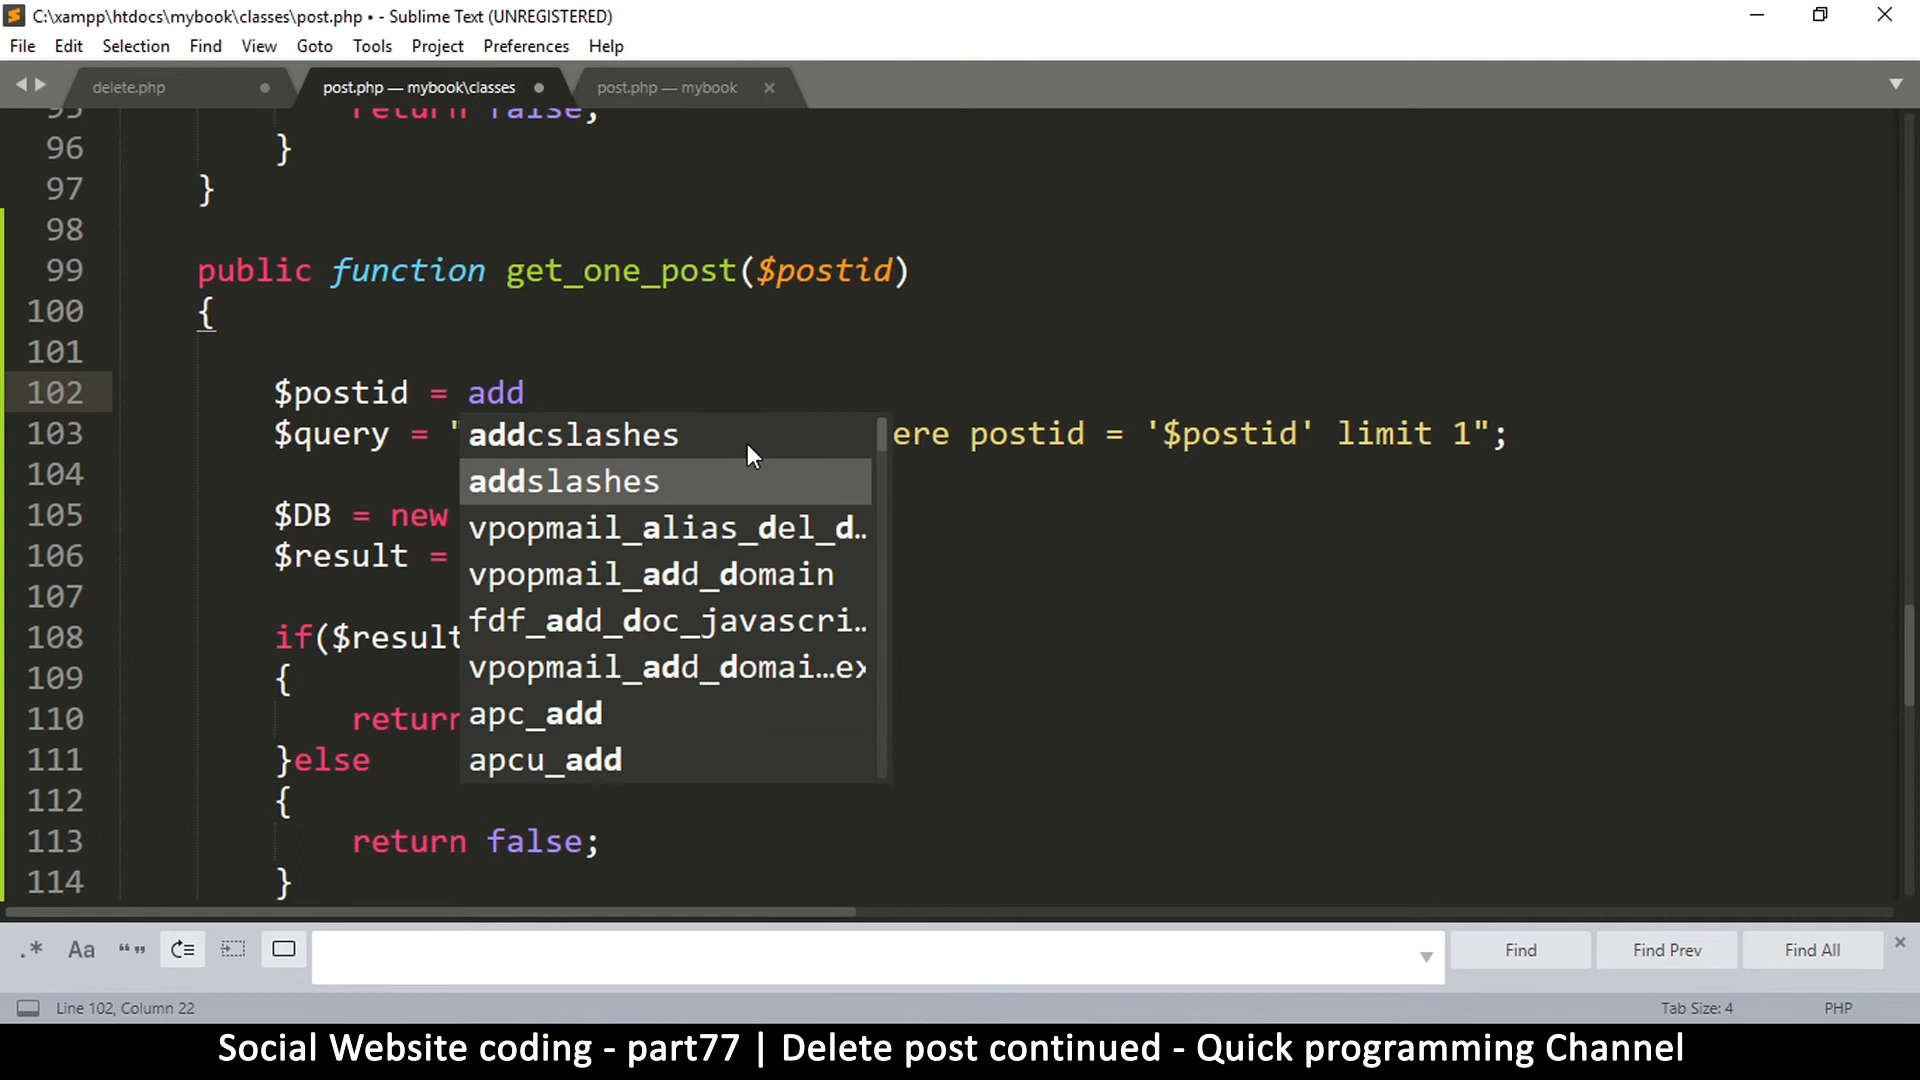 C:\xampp\htdocs\mybook\classes\post.php • - Sublime Text (UNREGISTERED)
File Edit Selection Find View Goto Tools Project Preferences Help
delete.php post.php — mybook\classes post.php — mybook
95 return false;
96 }
97 }
98
99 public function get_one_post($postid)
100 {
101
102 $postid = add
103 $query = " ere postid = '$postid' limit 1";
104
105 $DB = new
106 $result =
107
108 if($result
109 {
110 return
111 }else
112 {
113 return false;
114 }
addcslashes
addslashes
vpopmail_alias_del_d…
vpopmail_add_domain
fdf_add_doc_javascri…
vpopmail_add_domai…ex
apc_add
apcu_add
.* Aa “” Find Find Prev Find All
Line 102, Column 22 Tab Size: 4 PHP
Social Website coding - part77 | Delete post continued - Quick programming Channel